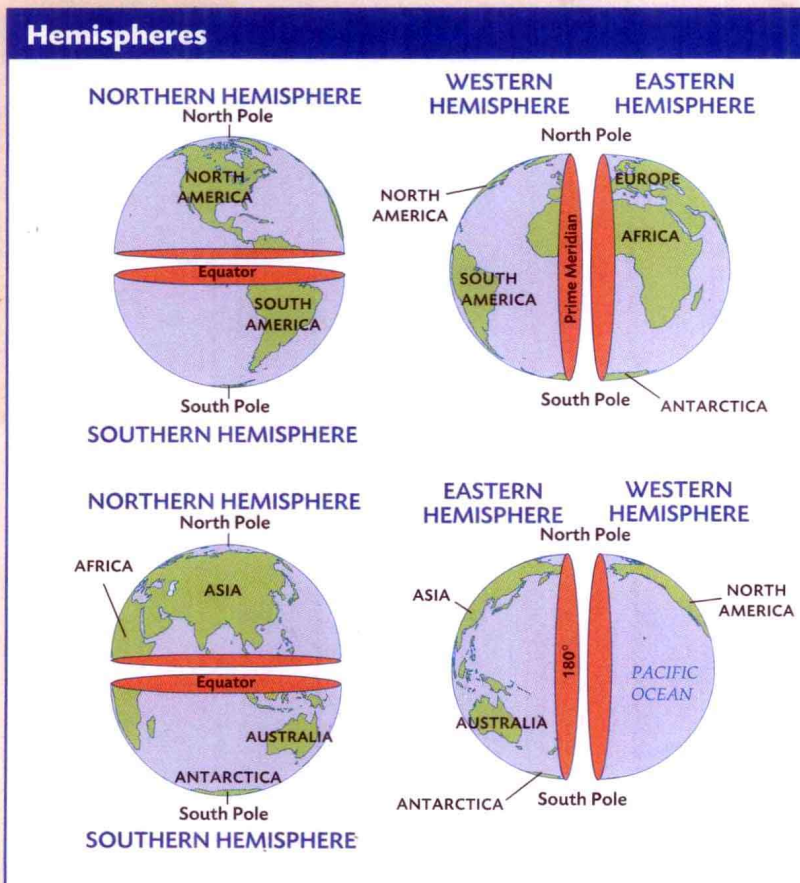 Hemispheres
NORTHERN HEMISPHERE
North Pole
NORTH
AMERICA
Equator
SOUTH
AMERICA
South Pole
SOUTHERN HEMISPHERE
WESTERN
HEMISPHERE
EASTERN
HEMISPHERE
North Pole
NORTH
AMERICA
SOUTH
AMERICA
Prime Meridian
EUROPE
AFRICA
South Pole
ANTARCTICA
NORTHERN HEMISPHERE
North Pole
AFRICA
ASIA
Equator
AUSTRALIA
ANTARCTICA
South Pole
SOUTHERN HEMISPHERE
EASTERN
HEMISPHERE
WESTERN
HEMISPHERE
North Pole
ASIA
180°
NORTH
AMERICA
PACIFIC
OCEAN
AUSTRALIA
ANTARCTICA
South Pole